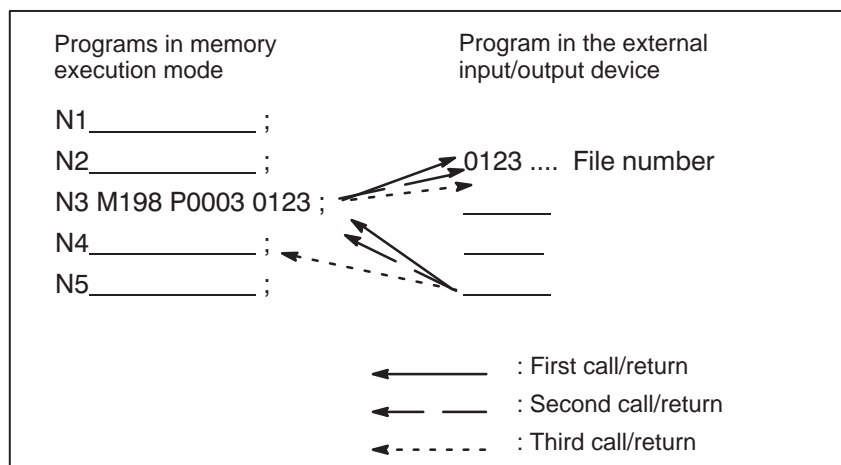 Programs in memory
execution mode
Program in the external
input/output device
N1 ;
N2 ;
0123 .... File number
N3 M198 P0003 0123 ;
N4 ;
N5 ;
: First call/return
: Second call/return
: Third call/return